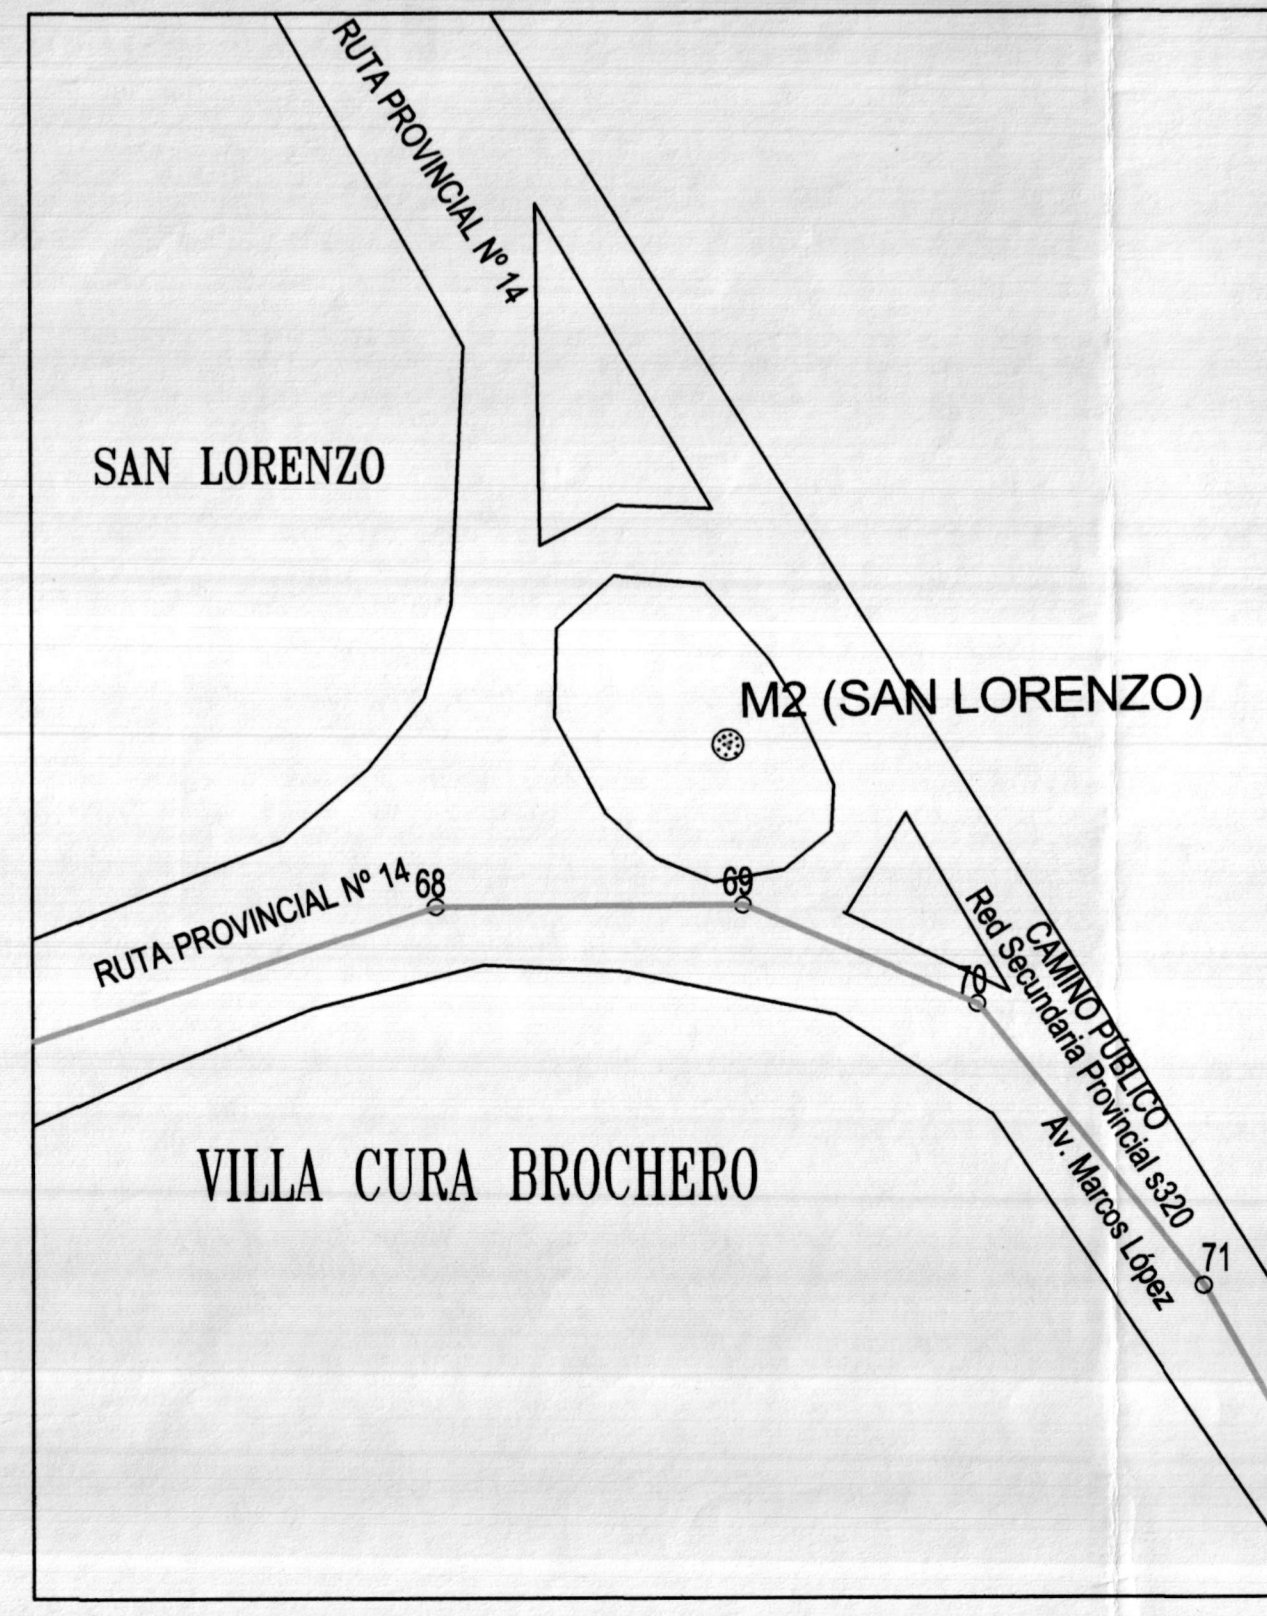 RUTA PROVINCIAL Nº 14
SAN LORENZO
M2 (SAN LORENZO)
RUTA PROVINCIAL Nº 14
68
69
70
CAMINO PÚBLICO
Red Secundaria Provincial s320
Av. Marcos López
71
VILLA CURA BROCHERO